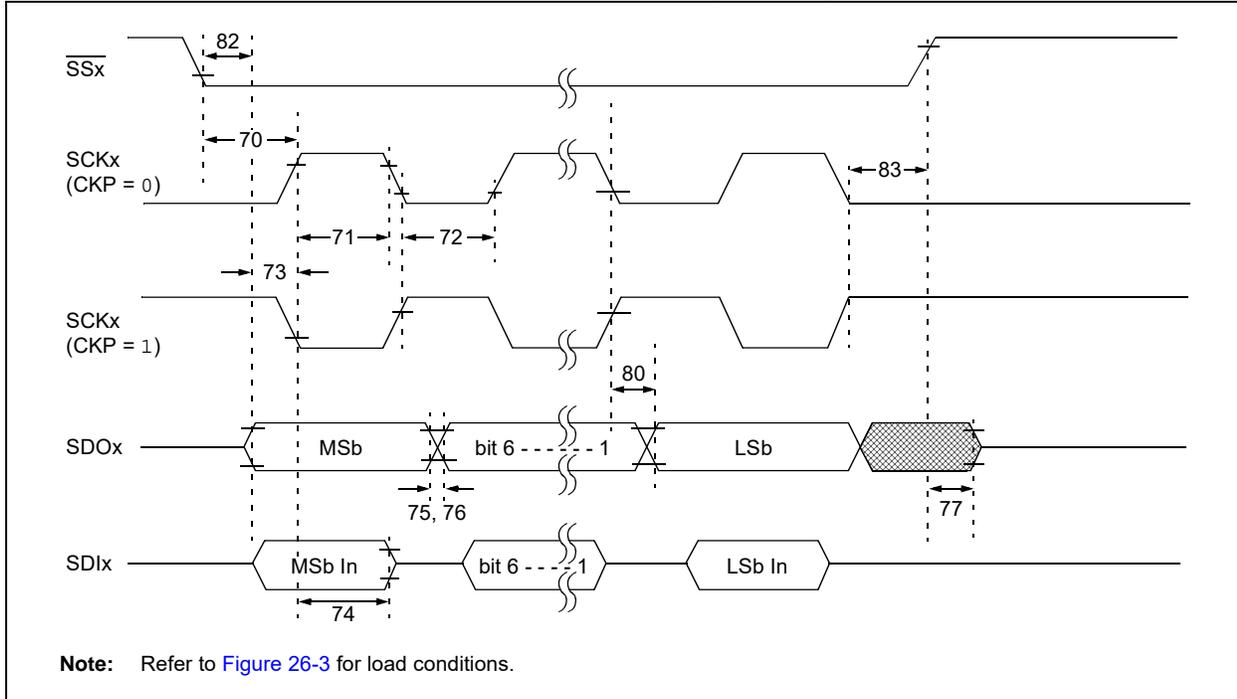 82
SSx
70
SCKx
(CKP = 0)
83
71
72
73
SCKx
(CKP = 1)
80
SDOx
MSb
bit 6 - - - - - - 1
LSb
75, 76
77
SDIx
MSb In
bit 6 - - - - 1
LSb In
74
Note: Refer to Figure 26-3 for load conditions.